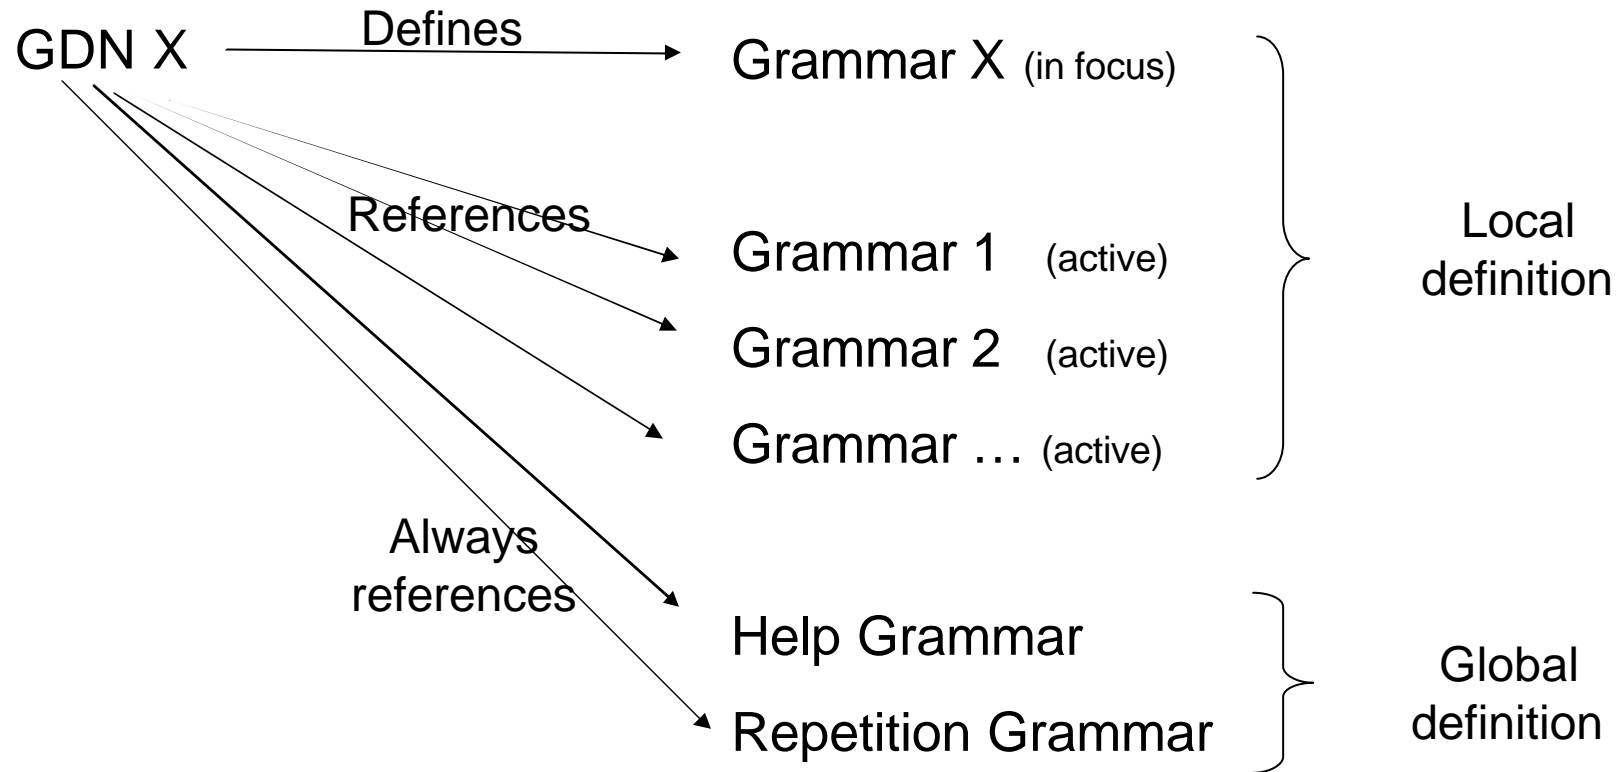 GDN X
Defines
Grammar X (in focus)
References
Grammar 1 (active)
Grammar 2 (active)
Grammar … (active)
Local
definition
Always
references
Help Grammar
Repetition Grammar
Global
definition